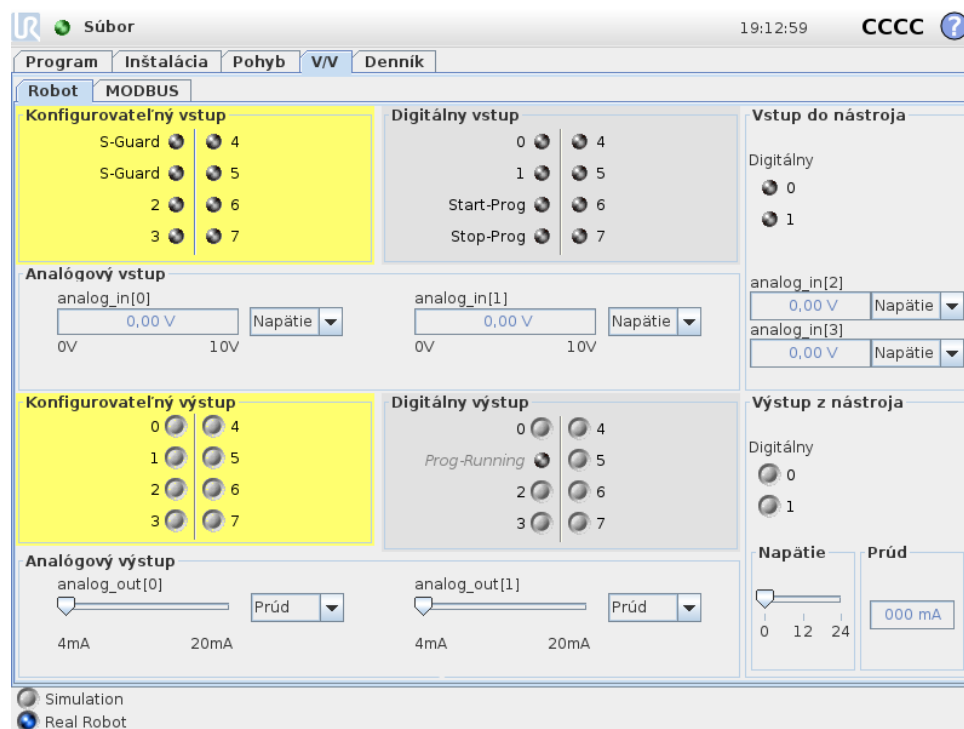 UR Súbor 19:12:59 CCCC ?
Program Inštalácia Pohyb V/V Denník
Robot MODBUS
Konfigurovateľný vstup
S-Guard 4
S-Guard 5
2 6
3 7
Digitálny vstup
0 4
1 5
Start-Prog 6
Stop-Prog 7
Vstup do nástroja
Digitálny
0
1
Analógový vstup
analog_in[0]
0,00 V Napätie
0V 10V
analog_in[1]
0,00 V Napätie
0V 10V
analog_in[2]
0,00 V Napätie
analog_in[3]
0,00 V Napätie
Konfigurovateľný výstup
0 4
1 5
2 6
3 7
Digitálny výstup
0 4
Prog-Running 5
2 6
3 7
Výstup z nástroja
Digitálny
0
1
Analógový výstup
analog_out[0]
Prúd
4mA 20mA
analog_out[1]
Prúd
4mA 20mA
Napätie
0 12 24
Prúd
000 mA
Simulation
Real Robot